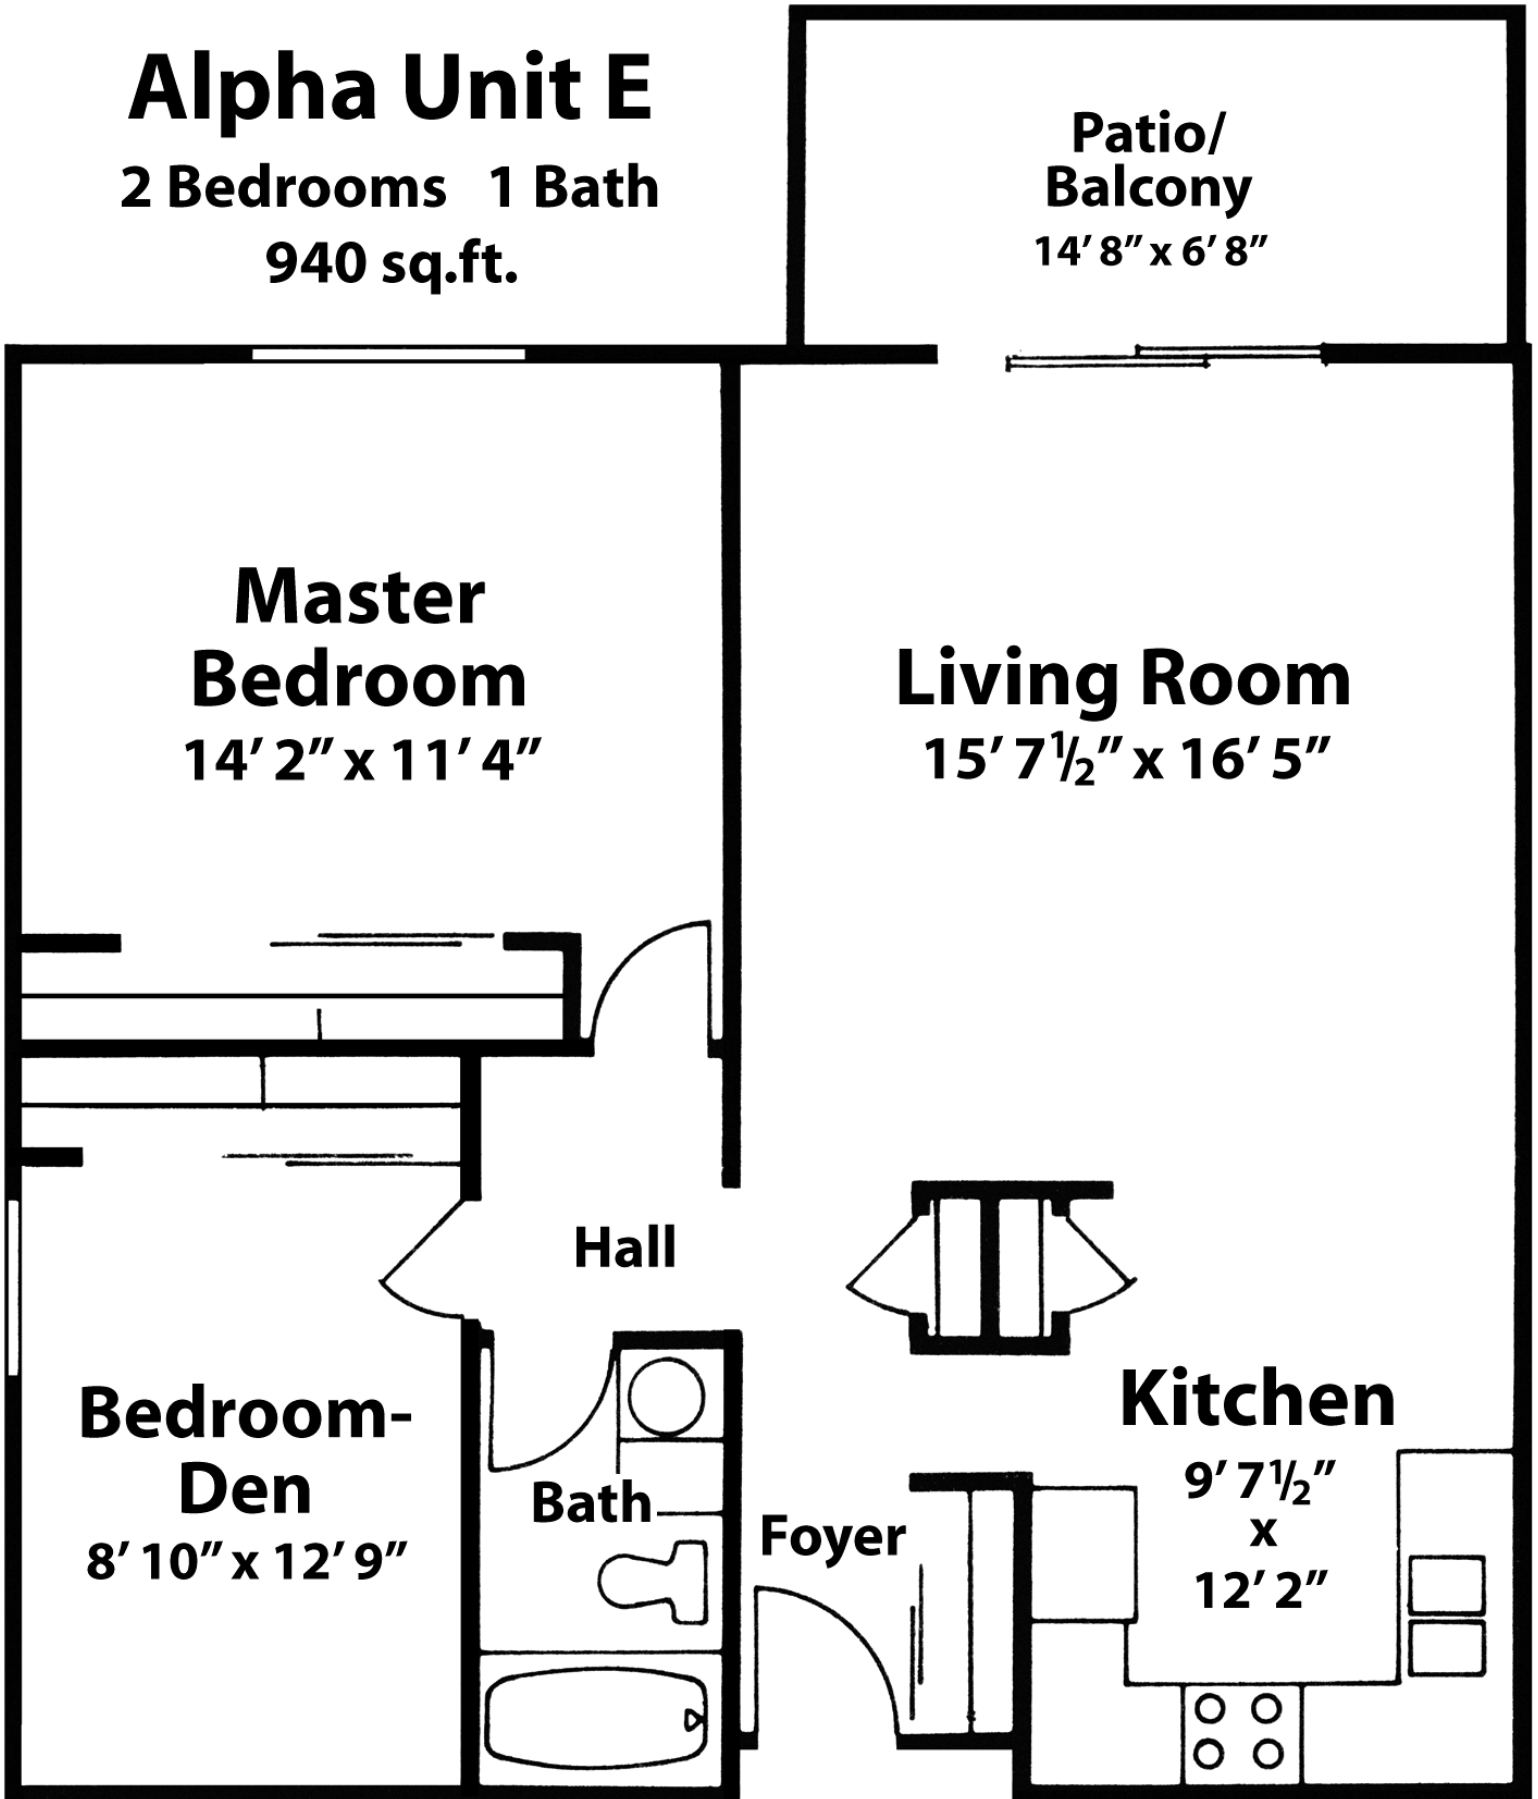 Alpha Unit E
2 Bedrooms 1 Bath
940 sq.ft.
Patio/
Balcony
14’ 8” x 6’ 8”
Master
Bedroom
14’ 2” x 11’ 4”
Living Room
15’ 7½” x 16’ 5”
Hall
Bedroom-
Den
8’ 10” x 12’ 9”
Bath
Foyer
Kitchen
9’ 7½”
x
12’ 2”